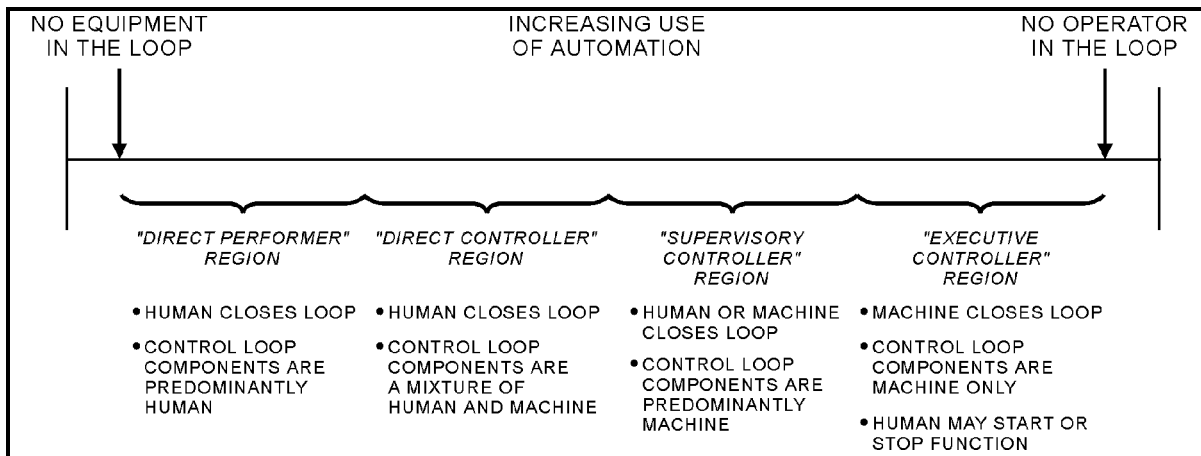 NO EQUIPMENT
IN THE LOOP
INCREASING USE
OF AUTOMATION
NO OPERATOR
IN THE LOOP
"DIRECT PERFORMER"
REGION
• HUMAN CLOSES LOOP
• CONTROL LOOP
COMPONENTS ARE
PREDOMINANTLY
HUMAN
"DIRECT CONTROLLER"
REGION
• HUMAN CLOSES LOOP
• CONTROL LOOP
COMPONENTS ARE
A MIXTURE OF
HUMAN AND MACHINE
"SUPERVISORY
CONTROLLER"
REGION
• HUMAN OR MACHINE
CLOSES LOOP
• CONTROL LOOP
COMPONENTS ARE
PREDOMINANTLY
MACHINE
"EXECUTIVE
CONTROLLER"
REGION
• MACHINE CLOSES LOOP
• CONTROL LOOP
COMPONENTS ARE
MACHINE ONLY
• HUMAN MAY START OR
STOP FUNCTION